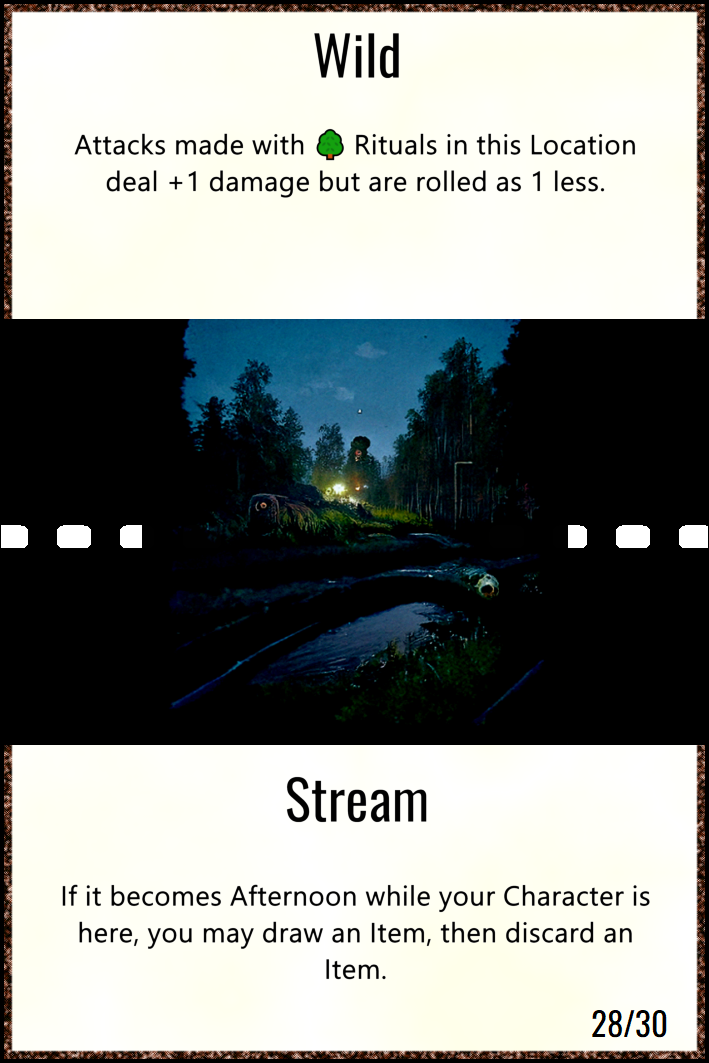 Wild
Attacks made with 🌳 Rituals in this Location
deal +1 damage but are rolled as 1 less.
Stream
If it becomes Afternoon while your Character is
here, you may draw an Item, then discard an
Item.
28/30